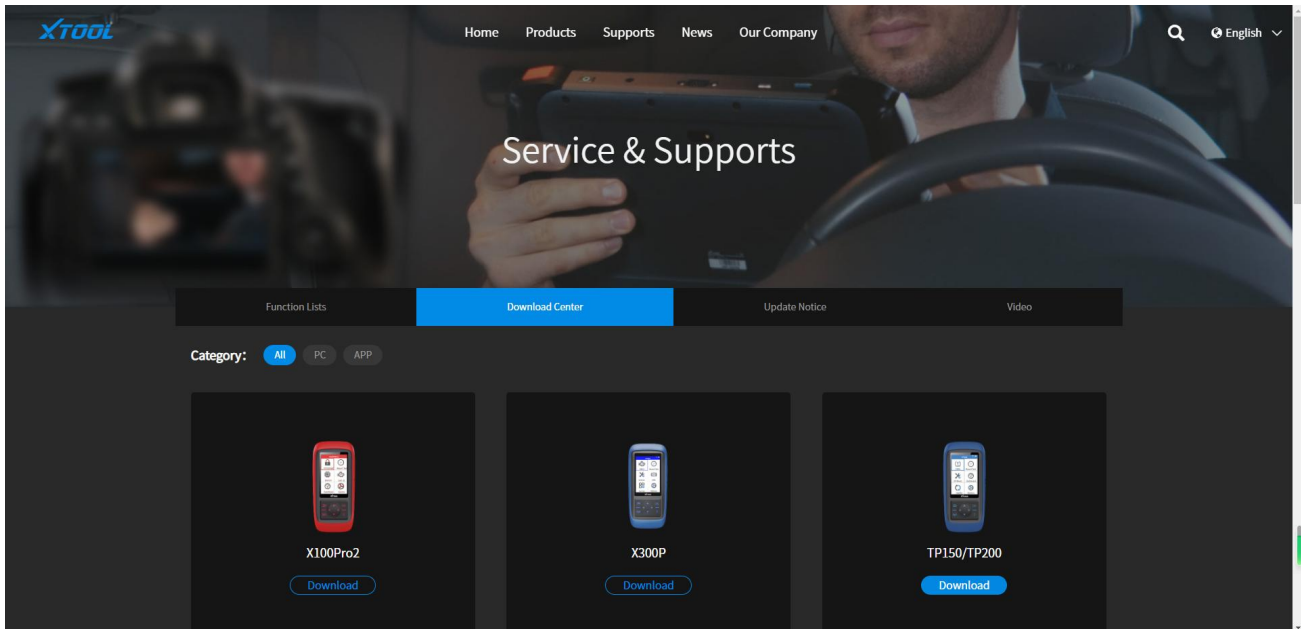 XTOOL
Home Products Supports News Our Company
English
Service & Supports
Function Lists Download Center Update Notice Video
Category: All PC APP
X100Pro2 X300P TP150/TP200
Download Download Download